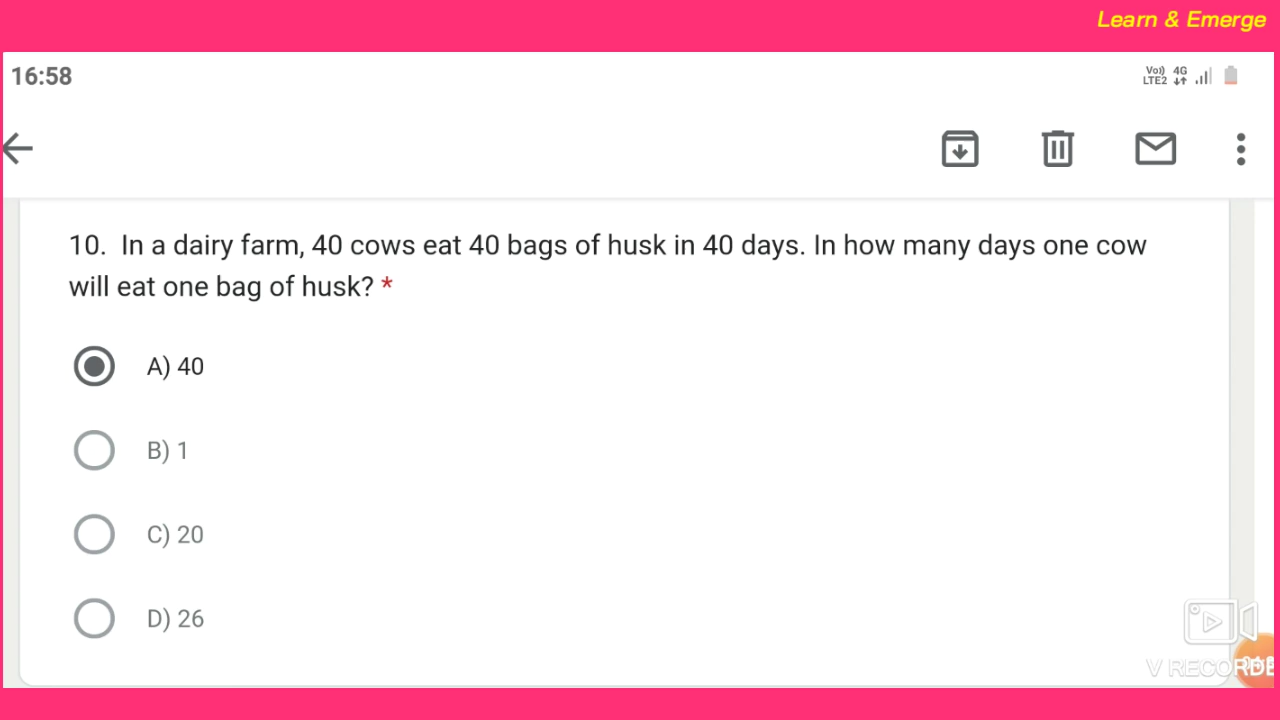 Learn & Emerge
16:58
Vo)) 4G
LTE2
10. In a dairy farm, 40 cows eat 40 bags of husk in 40 days. In how many days one cow
will eat one bag of husk? *
A) 40
B) 1
C) 20
D) 26
V RECORDE